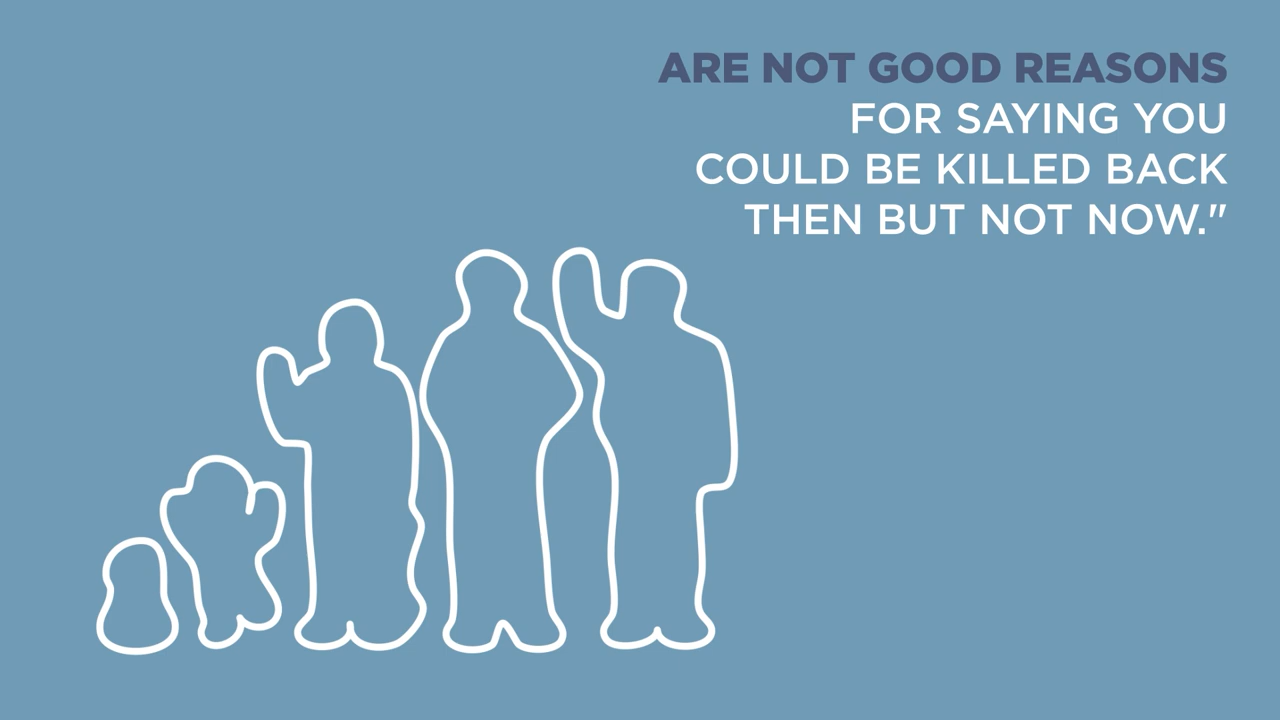 ARE NOT GOOD REASONS
FOR SAYING YOU
COULD BE KILLED BACK
THEN BUT NOT NOW."